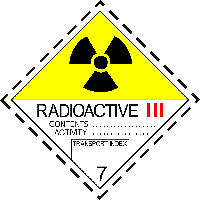 RADIOACTIVE III
CONTENTS....................
ACTIVITY....................
TRANSPORT INDEX
7